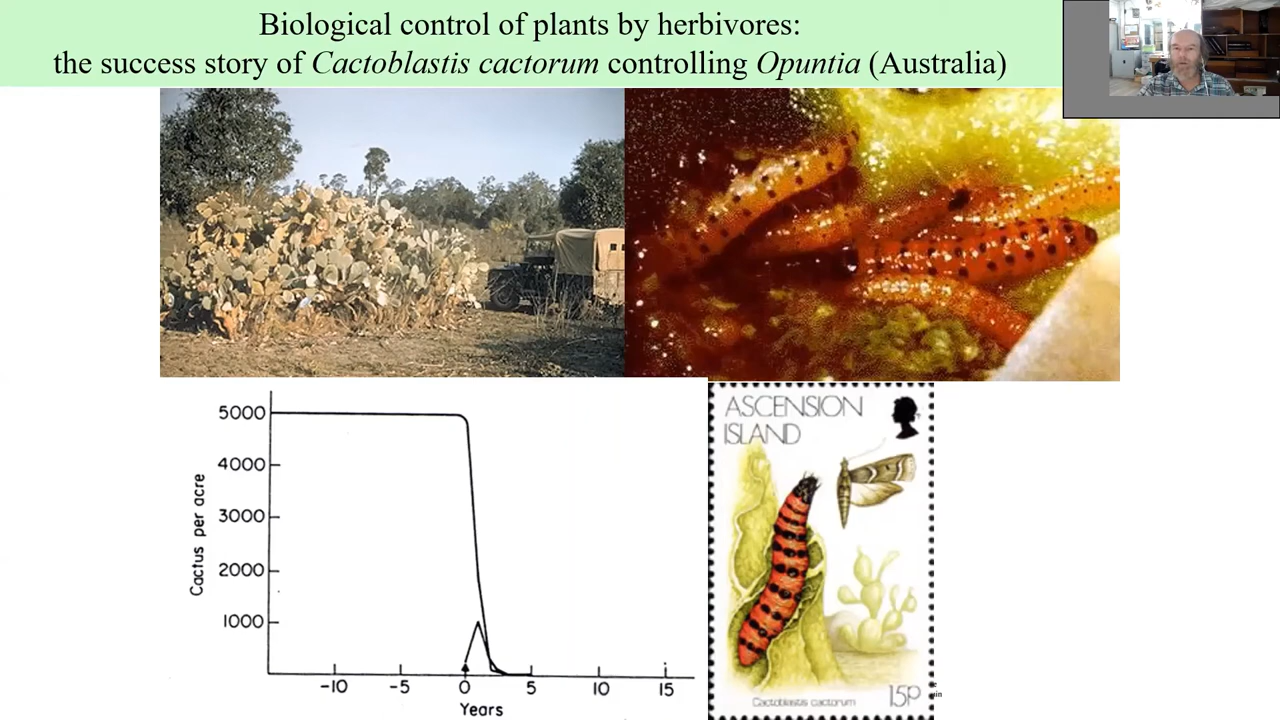 Biological control of plants by herbivores:
the success story of Cactoblastis cactorum controlling Opuntia (Australia)
5000
4000
3000
2000
1000
Cactus per acre
-10
-5
0
5
10
15
Years
ASCENSION
ISLAND
Cactoblastis cactorum
15P